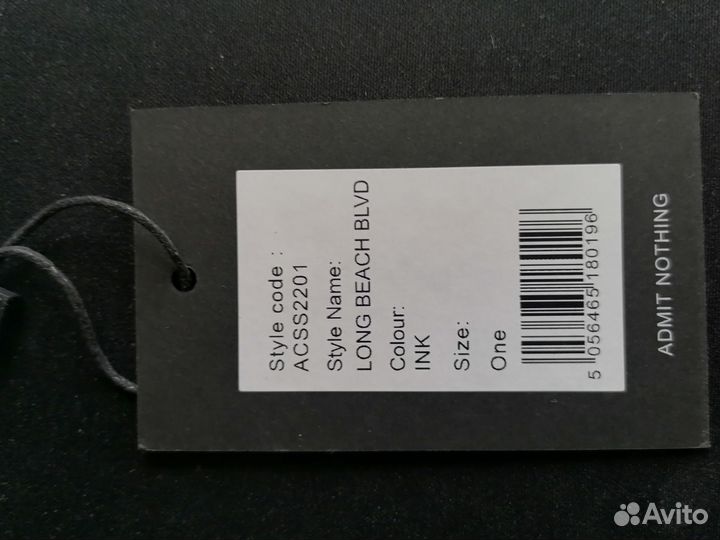 Style code :
ACSS2201
Style Name:
LONG BEACH BLVD
Colour:
INK
Size:
One
5 056465 180196
ADMIT NOTHING
Avito